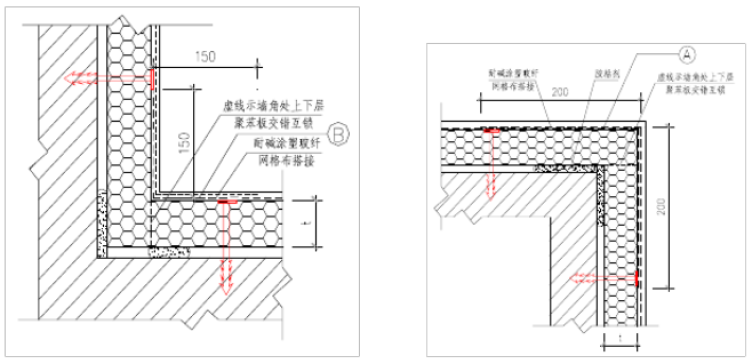 150
虚线示墙角处上下层
聚苯板交错互锁
B
耐碱涂塑玻纤
网格布搭接
150
t
A
耐碱涂塑玻纤
网格布搭接
胶粘剂
虚线示墙角处上下层
聚苯板交错互锁
200
200
t